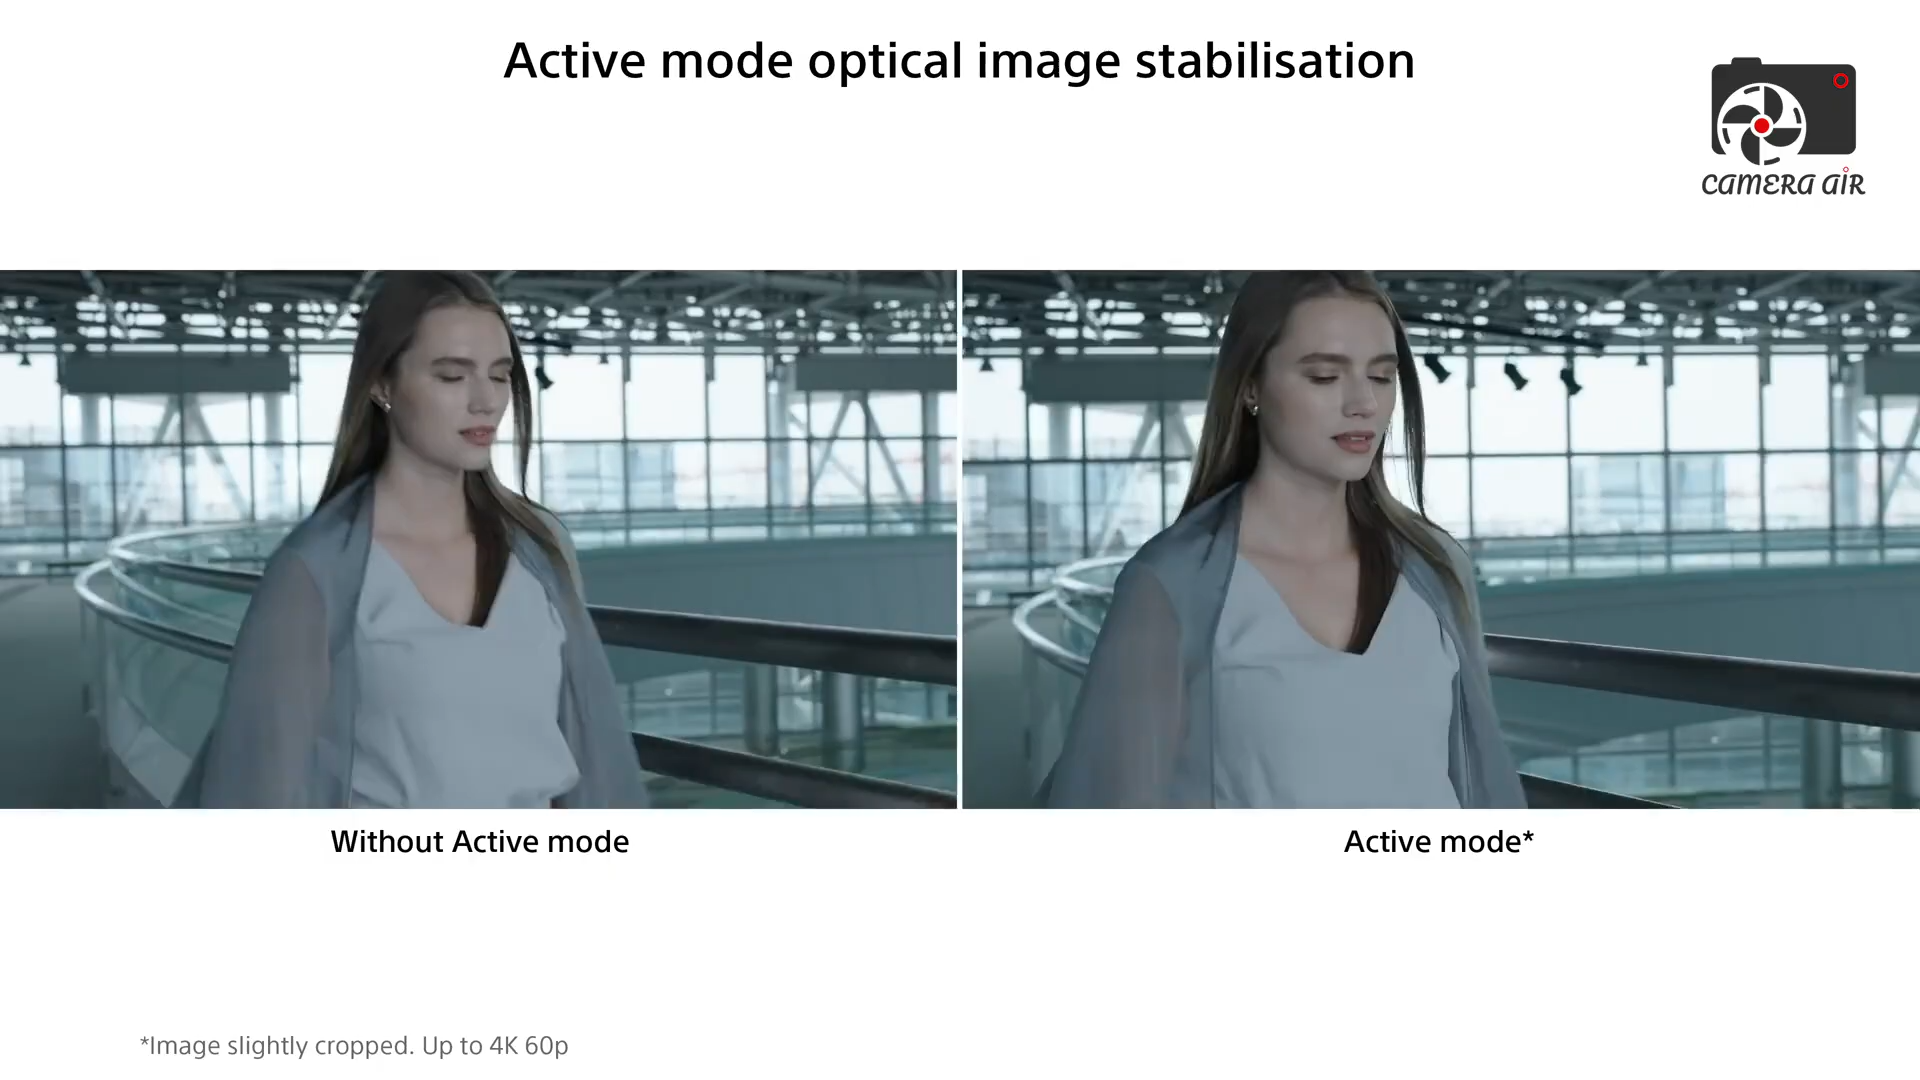 Active mode optical image stabilisation
CAMERA AIR
Without Active mode
Active mode*
*Image slightly cropped. Up to 4K 60p